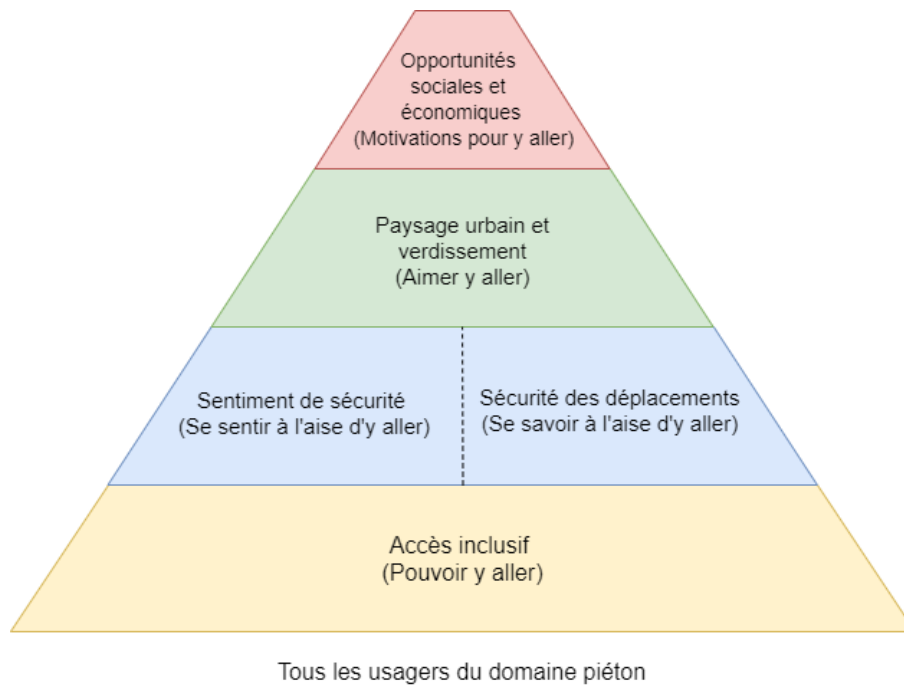 Opportunités
sociales et
économiques
(Motivations pour y aller)
Paysage urbain et
verdissement
(Aimer y aller)
Sentiment de sécurité
(Se sentir à l'aise d'y aller)
Sécurité des déplacements
(Se savoir à l'aise d'y aller)
Accès inclusif
(Pouvoir y aller)
Tous les usagers du domaine piéton